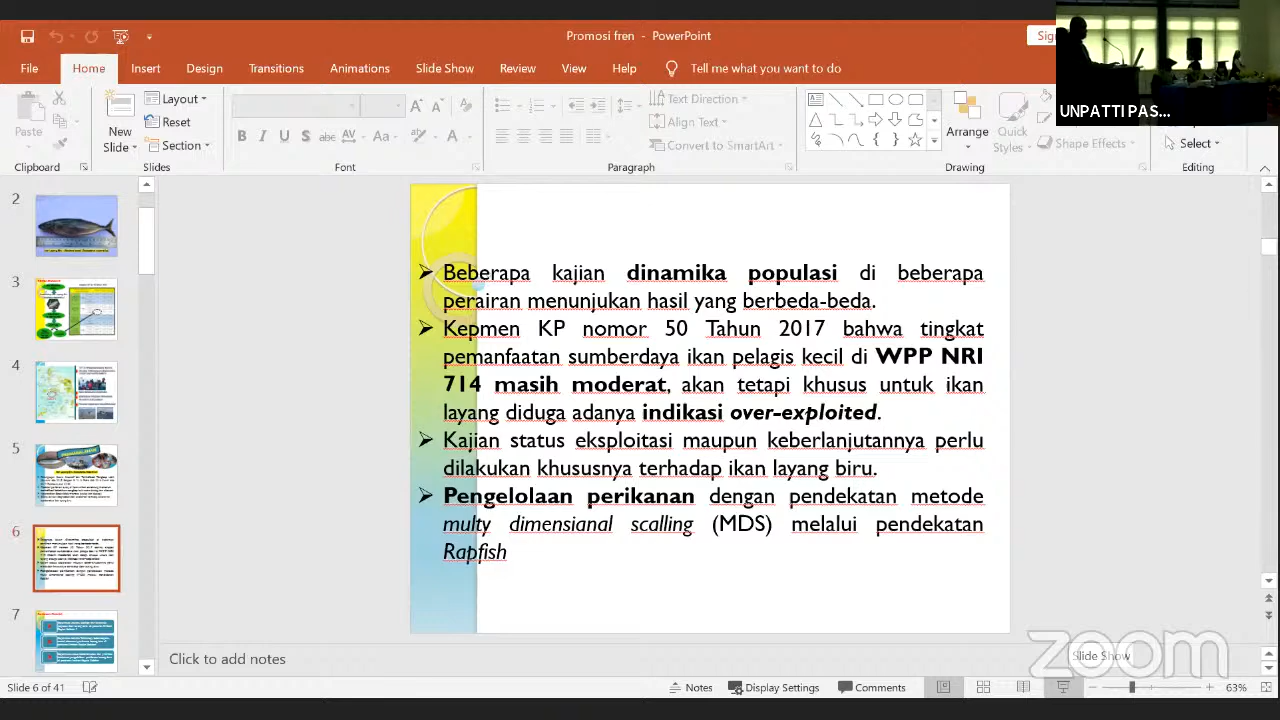 Promosi fren - PowerPoint
UNPATTI PAS...
File Home Insert Design Transitions Animations Slide Show Review View Help Tell me what you want to do
Paste
Clipboard
New Slide
Layout
Reset
Section
Slides
Font
Paragraph
Text Direction
Align Text
Convert to SmartArt
Arrange
Quick Styles
Shape Effects
Drawing
Select
Editing
2
3
4
5
6
7
Beberapa kajian dinamika populasi di beberapa
perairan menunjukan hasil yang berbeda-beda.
Kepmen KP nomor 50 Tahun 2017 bahwa tingkat
pemanfaatan sumberdaya ikan pelagis kecil di WPP NRI
714 masih moderat, akan tetapi khusus untuk ikan
layang diduga adanya indikasi over-exploited.
Kajian status eksploitasi maupun keberlanjutannya perlu
dilakukan khususnya terhadap ikan layang biru.
Pengelolaan perikanan dengan pendekatan metode
multy dimensianal scalling (MDS) melalui pendekatan
Rapfish
Click to add notes
zoom
Slide Show
Slide 6 of 41
Notes Display Settings Comments
63%